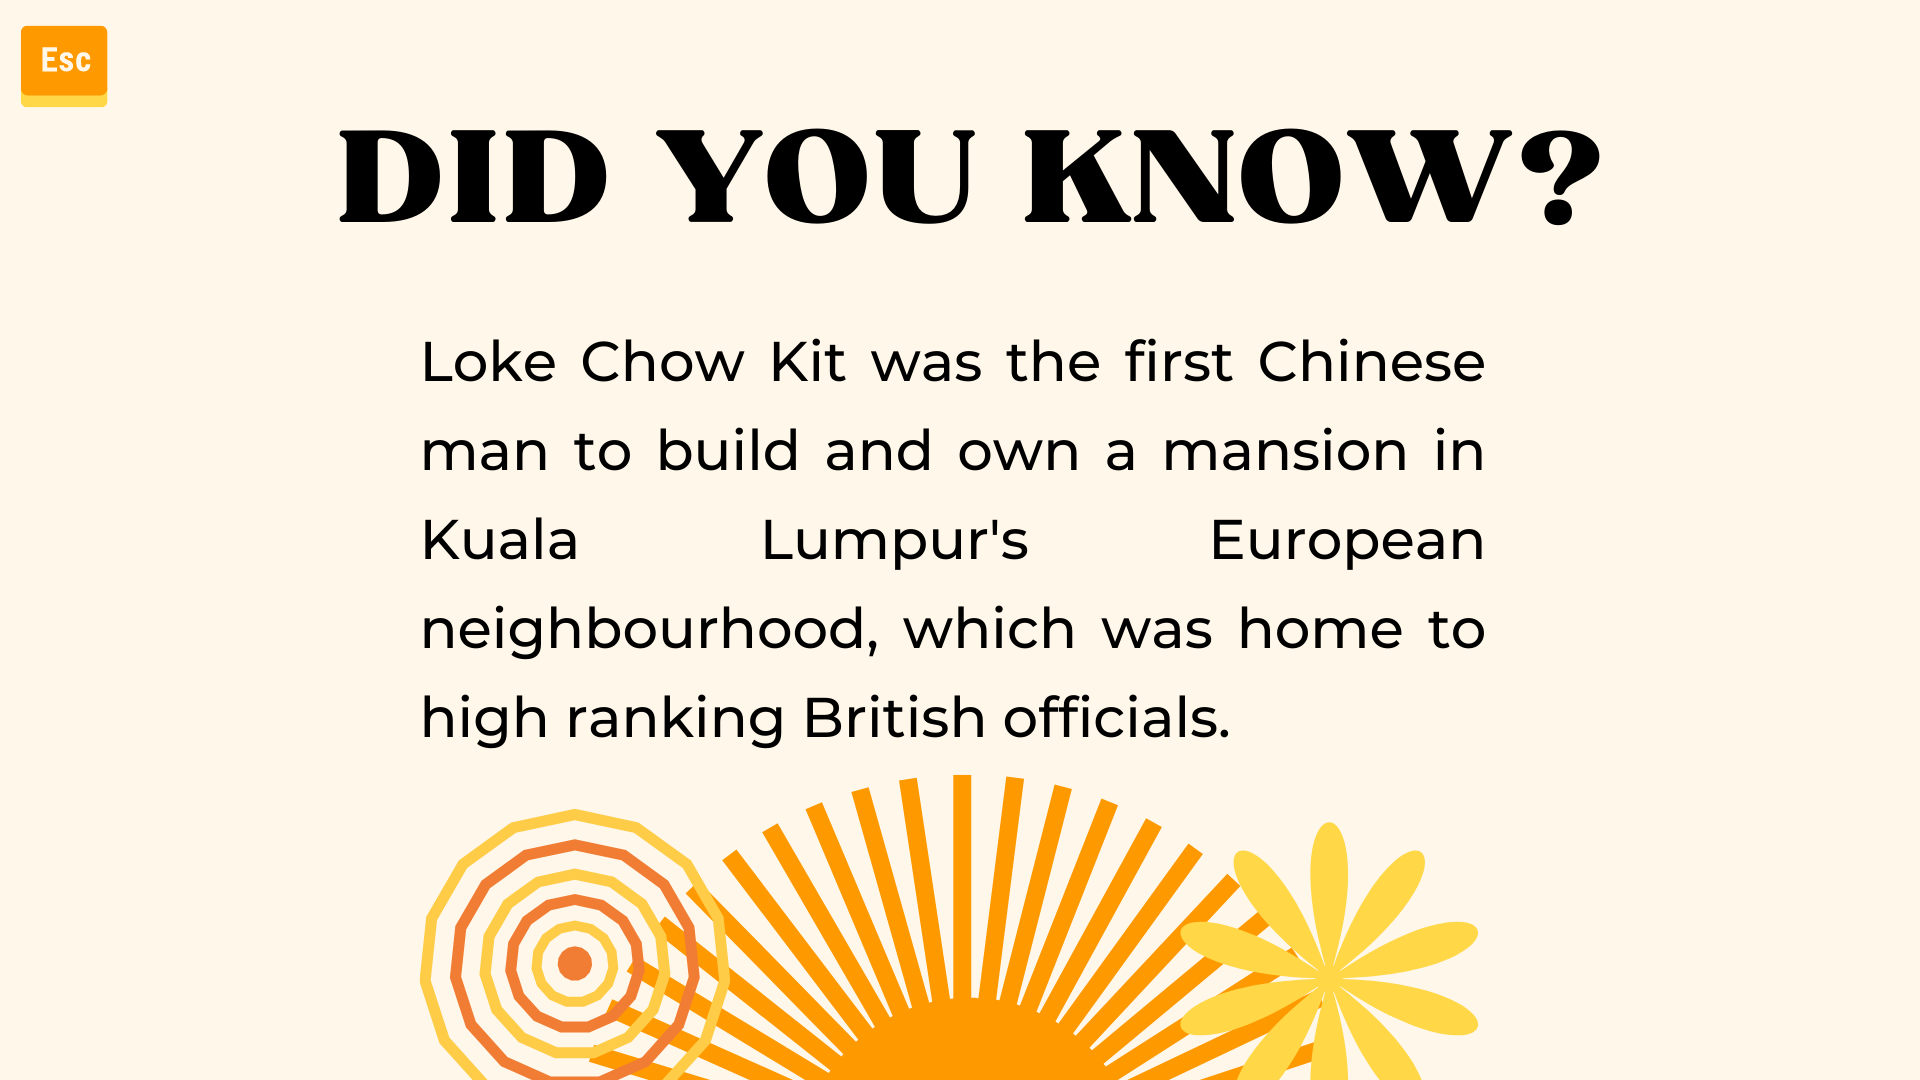 Esc
DID YOU KNOW?
Loke Chow Kit was the first Chinese
man to build and own a mansion in
Kuala Lumpur's European
neighbourhood, which was home to
high ranking British officials.